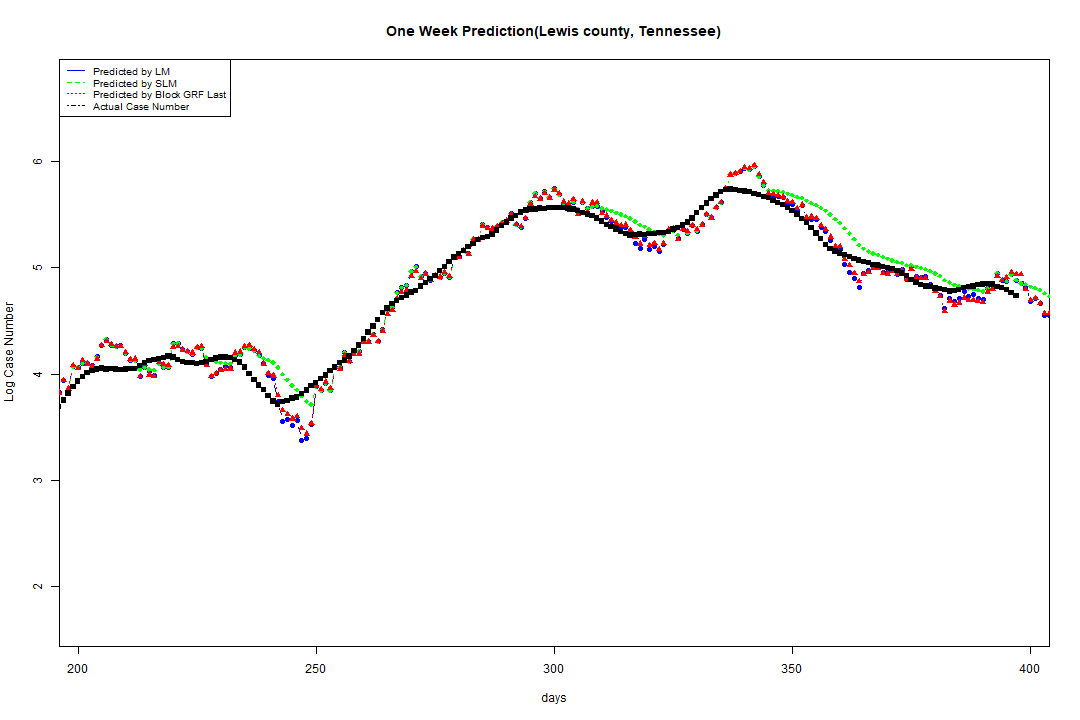 One Week Prediction(Lewis county, Tennessee)
Predicted by LM
Predicted by SLM
Predicted by Block GRF Last
Actual Case Number
Log Case Number
6
5
4
3
2
200 250 300 350 400
days